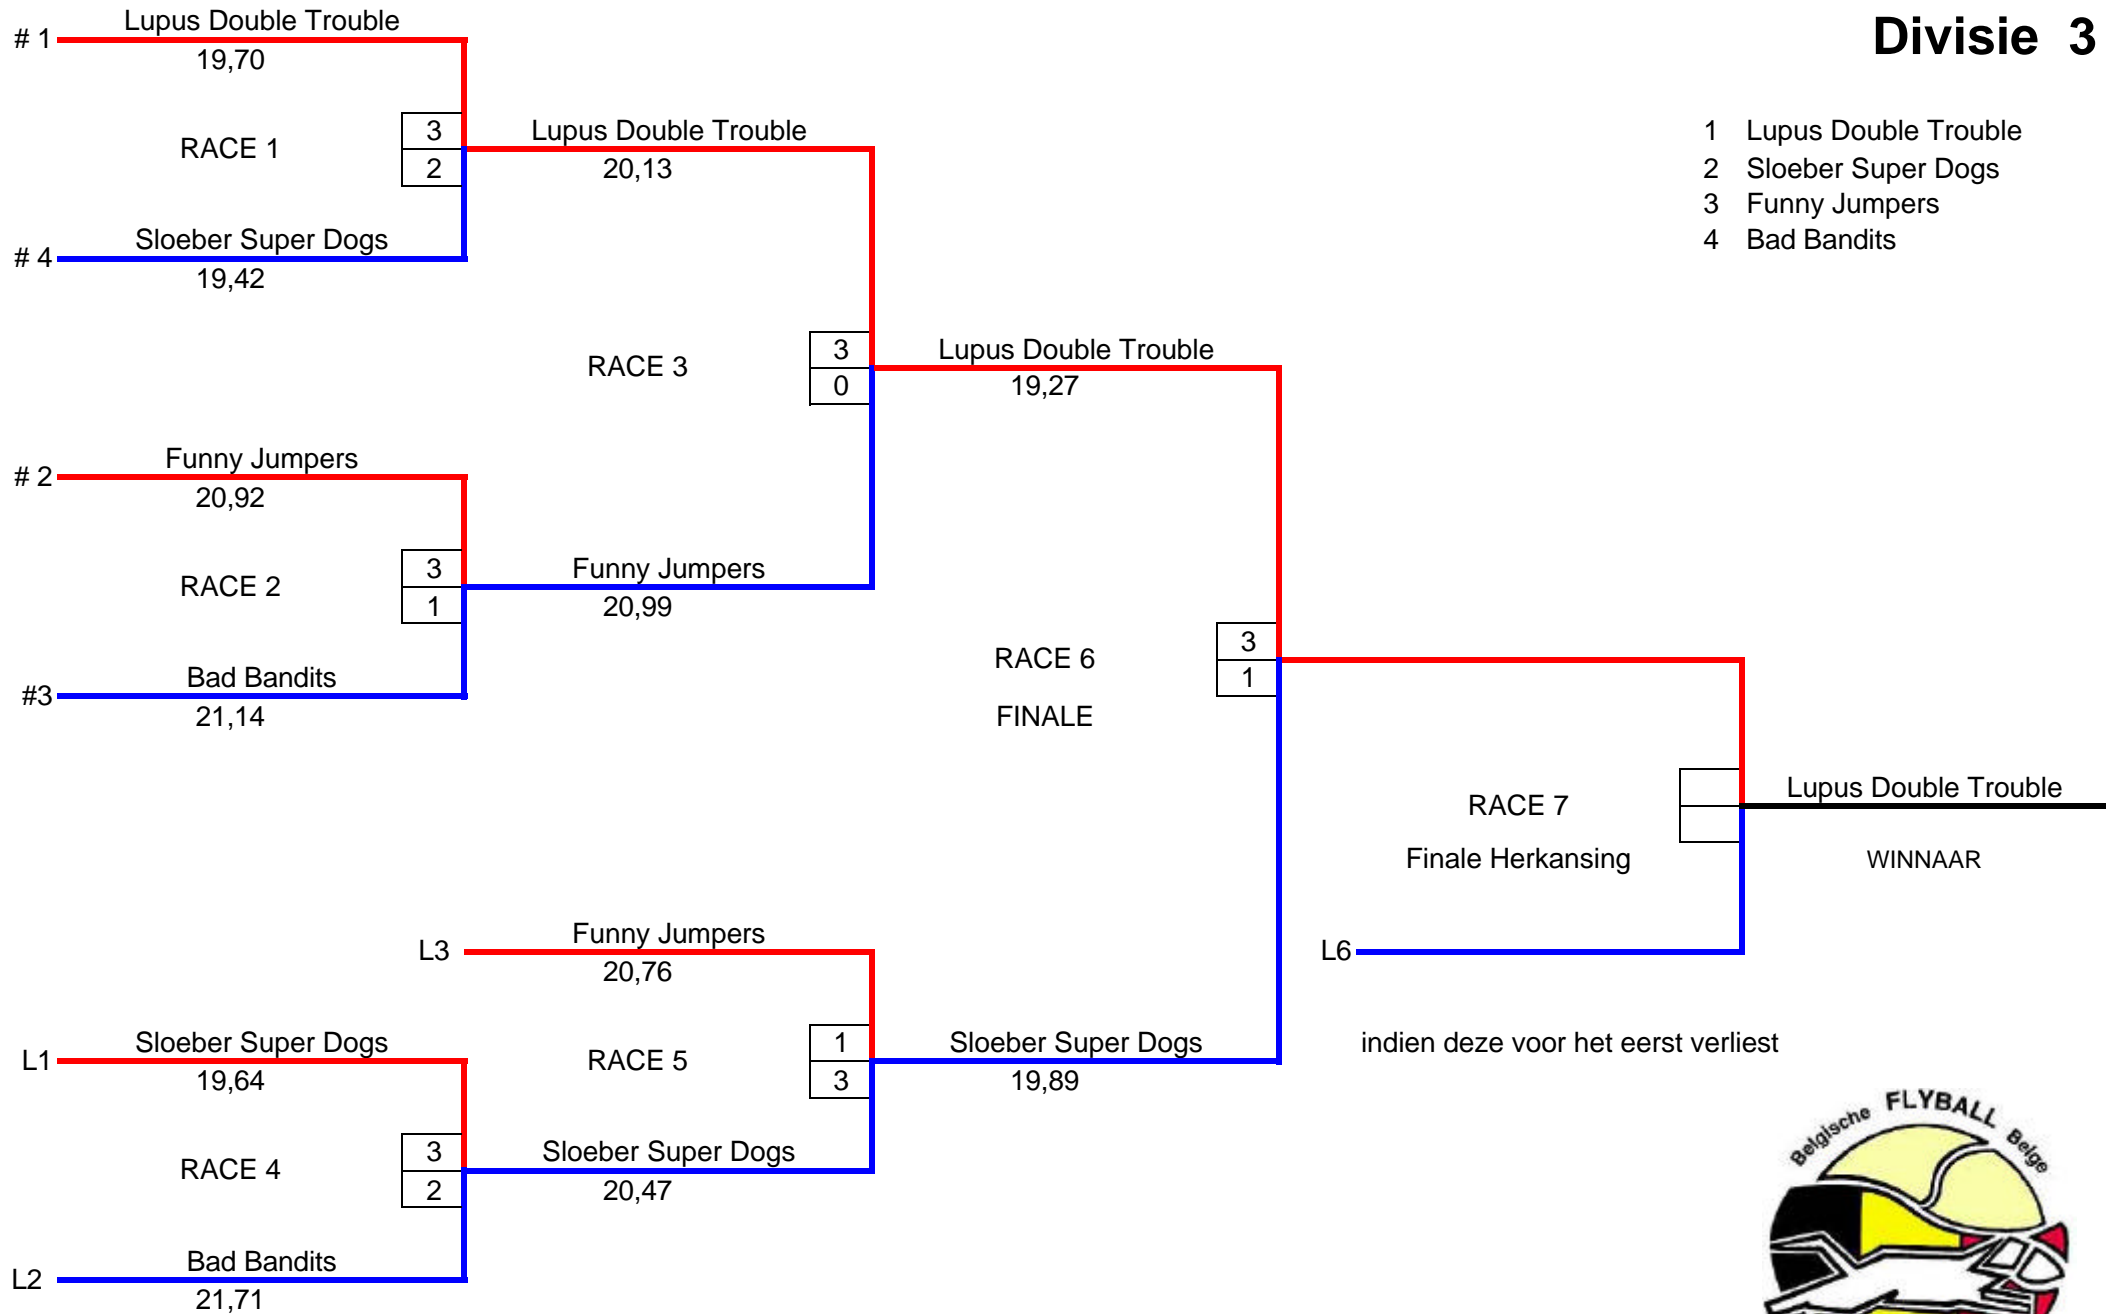 Divisie 3
1 Lupus Double Trouble
2 Sloeber Super Dogs
3 Funny Jumpers
4 Bad Bandits
# 1
Lupus Double Trouble
19,70
RACE 1
3
2
# 4
Sloeber Super Dogs
19,42
Lupus Double Trouble
20,13
# 2
Funny Jumpers
20,92
RACE 2
3
1
#3
Bad Bandits
21,14
Funny Jumpers
20,99
RACE 3
3
0
Lupus Double Trouble
19,27
RACE 6
FINALE
3
1
RACE 7
Finale Herkansing
Lupus Double Trouble
WINNAAR
L6
indien deze voor het eerst verliest
L3
Funny Jumpers
20,76
RACE 5
1
3
Sloeber Super Dogs
19,89
L1
Sloeber Super Dogs
19,64
RACE 4
3
2
Sloeber Super Dogs
20,47
L2
Bad Bandits
21,71
Belgische FLYBALL Belge